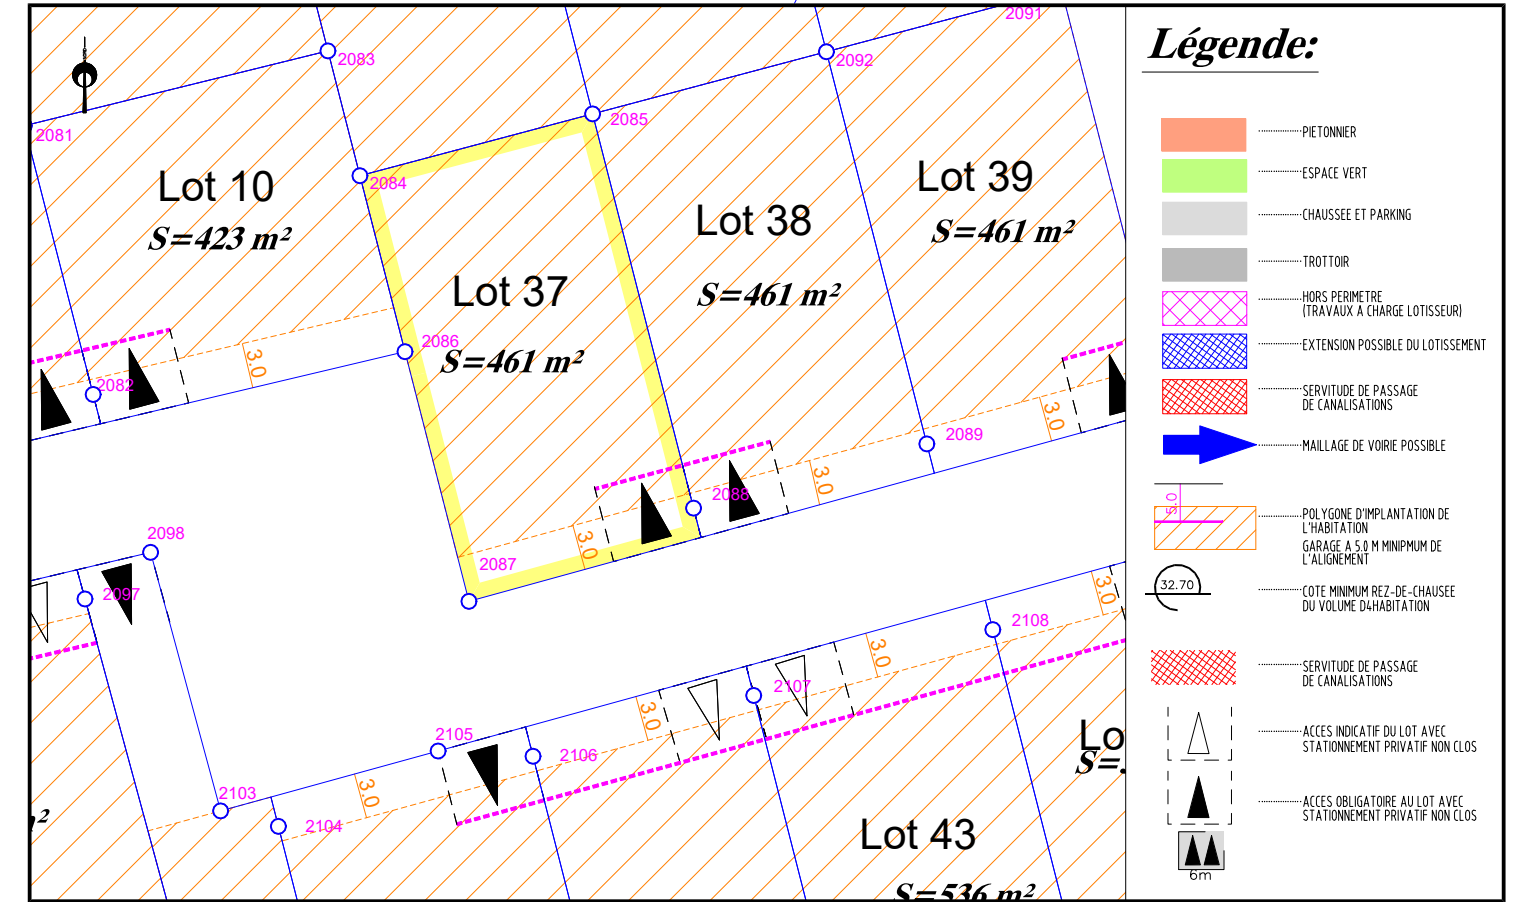 2091
2083
2092
2081
2085
2084
Lot 10
S=423 m²
Lot 39
S=461 m²
Lot 38
S=461 m²
Lot 37
S=461 m²
2086
3.0
2082
3.0
2089
3.0
2088
3.0
2087
2098
2097
3.0
2108
3.0
2107
3.0
2105
2106
2103
3.0
2104
Lo
S=
Lot 43
S=536 m²
Légende:
PIETONNIER
ESPACE VERT
CHAUSSEE ET PARKING
TROTTOIR
HORS PERIMETRE
(TRAVAUX A CHARGE LOTISSEUR)
EXTENSION POSSIBLE DU LOTISSEMENT
SERVITUDE DE PASSAGE
DE CANALISATIONS
MAILLAGE DE VOIRIE POSSIBLE
5.0
POLYGONE D'IMPLANTATION DE
L'HABITATION
GARAGE A 5.0 M MINIPMUM DE
L'ALIGNEMENT
32.70
COTE MINIMUM REZ-DE-CHAUSEE
DU VOLUME D4HABITATION
SERVITUDE DE PASSAGE
DE CANALISATIONS
ACCES INDICATIF DU LOT AVEC
STATIONNEMENT PRIVATIF NON CLOS
ACCES OBLIGATOIRE AU LOT AVEC
STATIONNEMENT PRIVATIF NON CLOS
6m